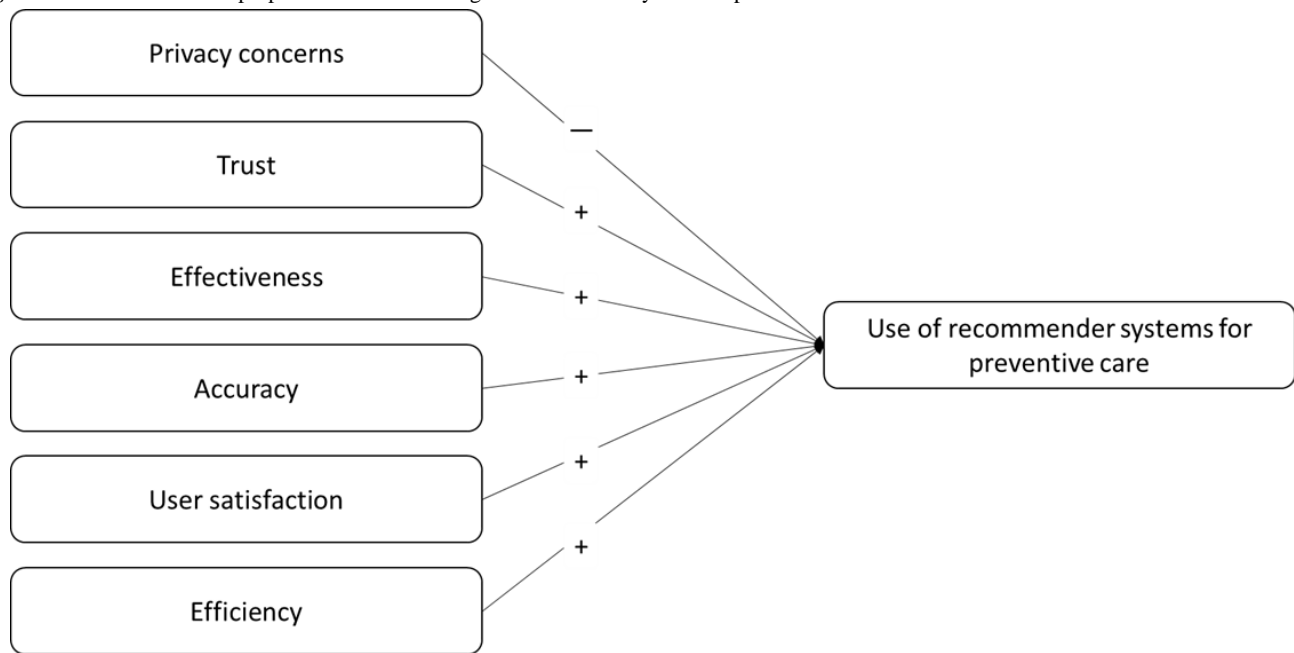 Privacy concerns
—
Trust
+
Effectiveness
+
Accuracy
+
User satisfaction
+
Efficiency
+
Use of recommender systems for
preventive care